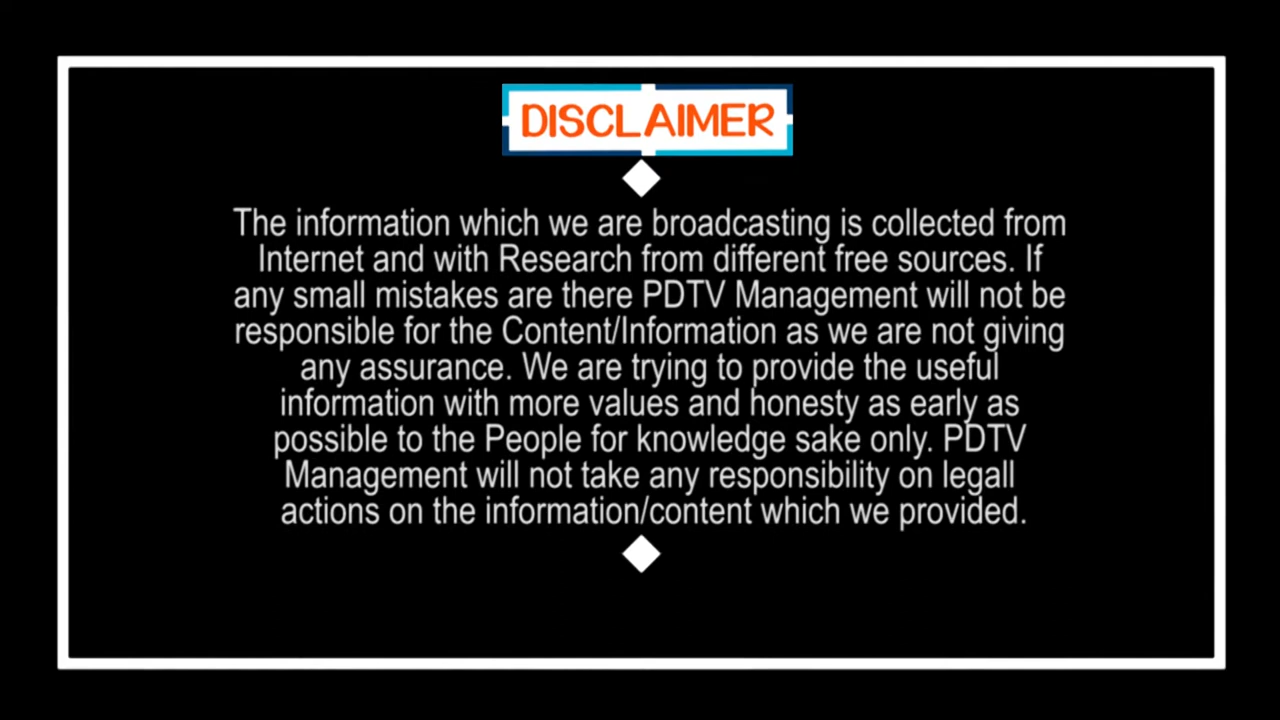 DISCLAIMER
The information which we are broadcasting is collected from
Internet and with Research from different free sources. If
any small mistakes are there PDTV Management will not be
responsible for the Content/Information as we are not giving
any assurance. We are trying to provide the useful
information with more values and honesty as early as
possible to the People for knowledge sake only. PDTV
Management will not take any responsibility on legall
actions on the information/content which we provided.